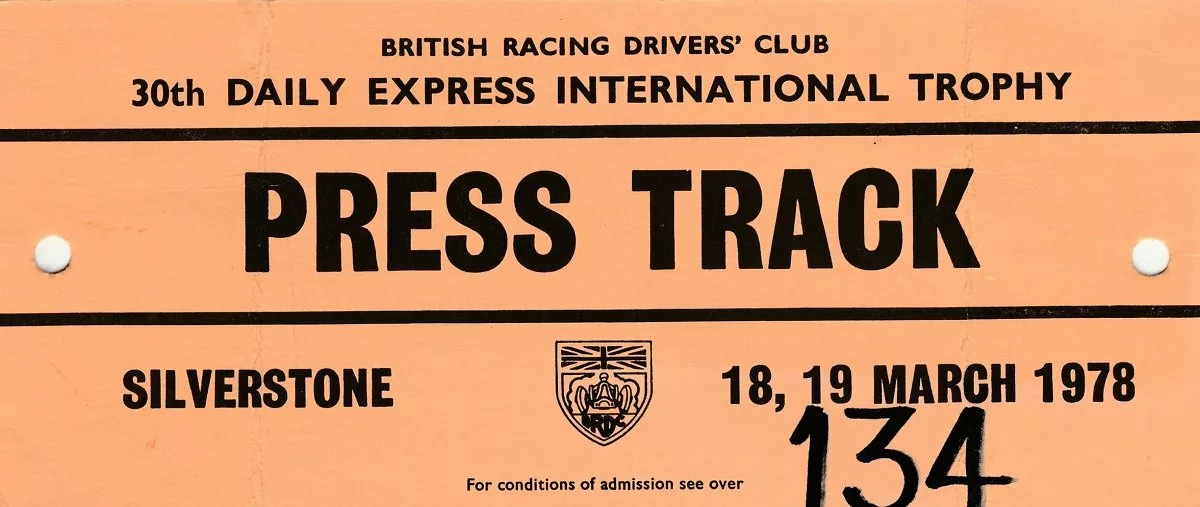 BRITISH RACING DRIVERS' CLUB
30th DAILY EXPRESS INTERNATIONAL TROPHY
PRESS TRACK
SILVERSTONE
BRDC
18, 19 MARCH 1978
134
For conditions of admission see over